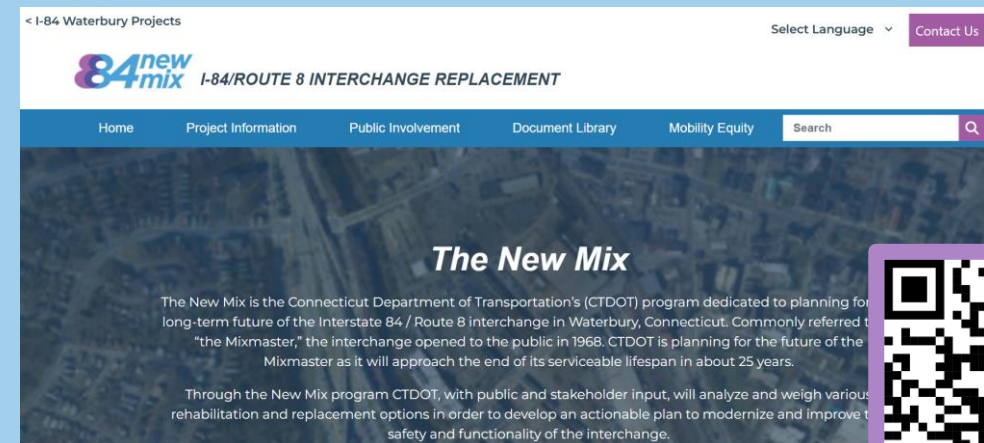 < I-84 Waterbury Projects
Select Language
Contact Us
84 new mix
I-84/ROUTE 8 INTERCHANGE REPLACEMENT
Home Project Information Public Involvement Document Library Mobility Equity Search
The New Mix
The New Mix is the Connecticut Department of Transportation's (CTDOT) program dedicated to planning for
long-term future of the Interstate 84 / Route 8 interchange in Waterbury, Connecticut. Commonly referred
"the Mixmaster," the interchange opened to the public in 1968. CTDOT is planning for the future of the
Mixmaster as it will approach the end of its serviceable lifespan in about 25 years.
Through the New Mix program CTDOT, with public and stakeholder input, will analyze and weigh various
rehabilitation and replacement options in order to develop an actionable plan to modernize and improve
safety and functionality of the interchange.